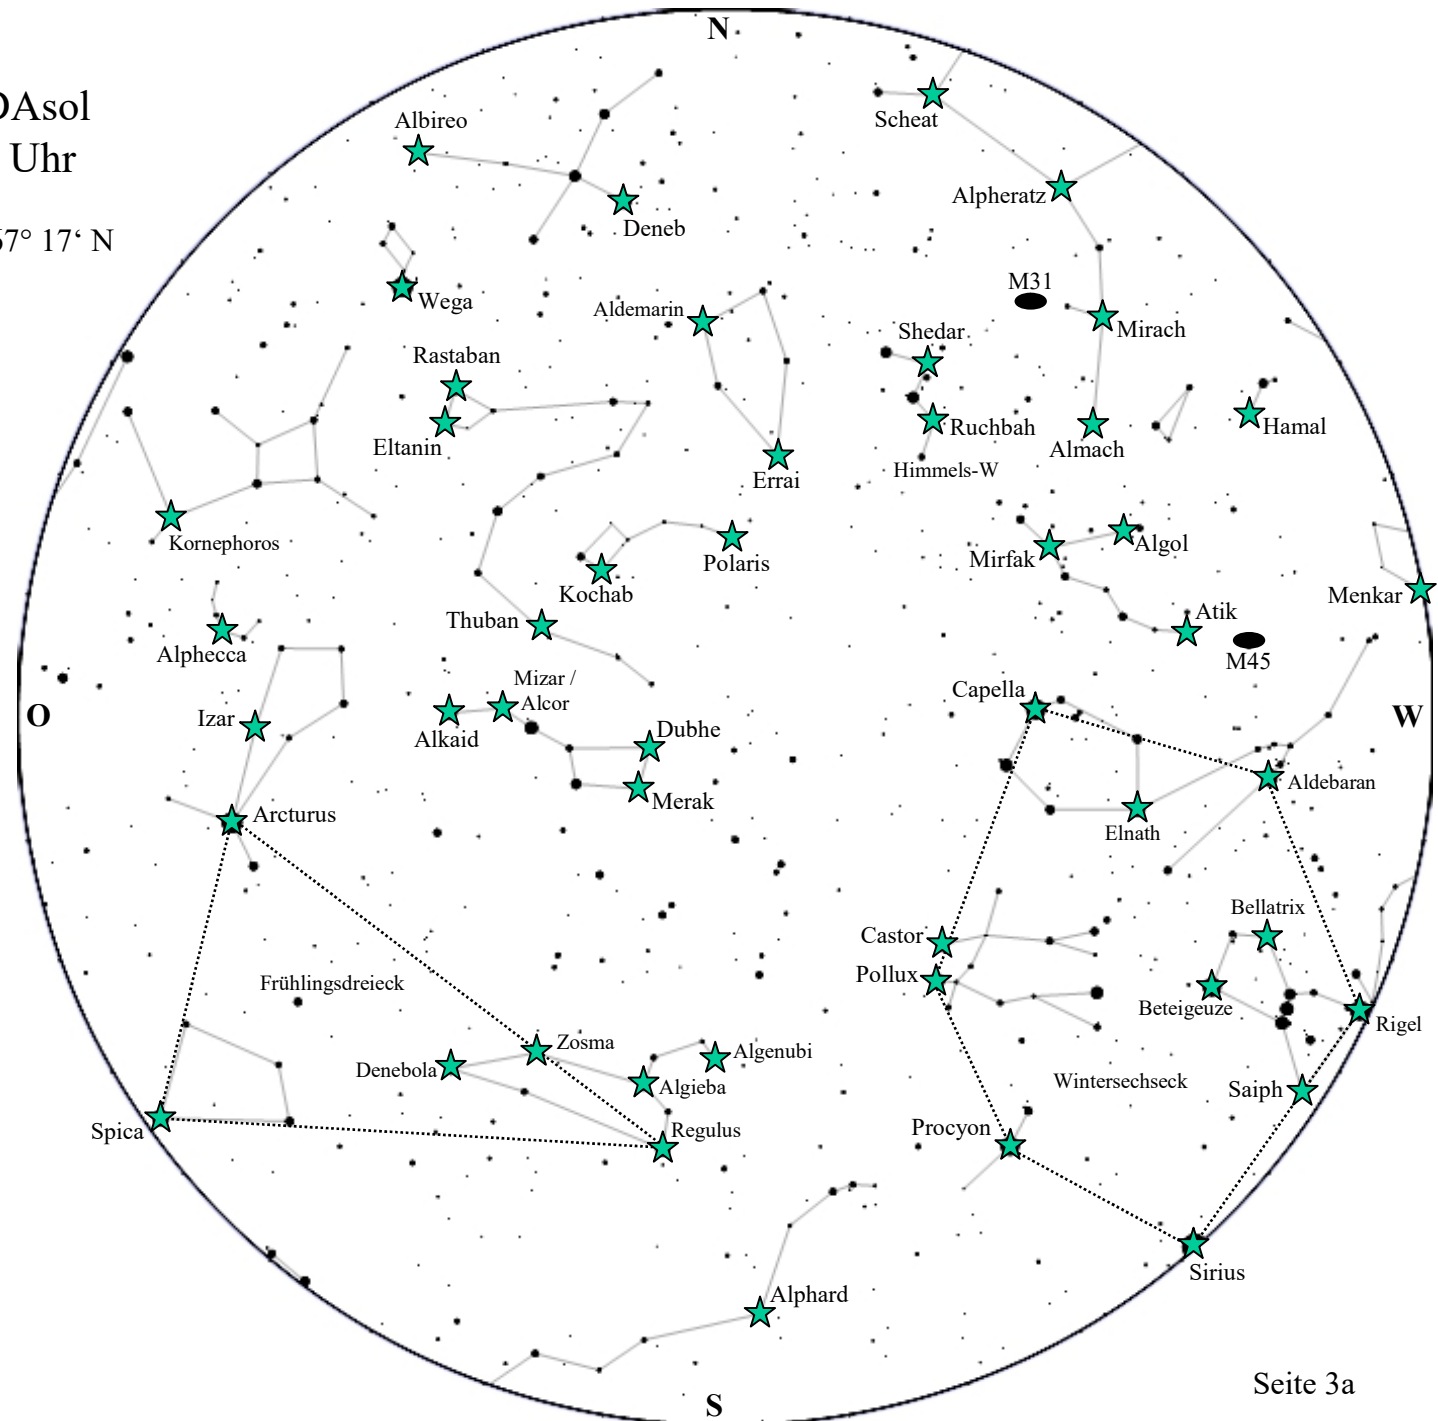 N
Scheat
DAsol
Uhr
Albireo
Alpheratz
Deneb
57° 17‘ N
M31
Wega
Aldemarin
Mirach
Shedar
Rastaban
Ruchbah
Hamal
Eltanin
Almach
Himmels-W
Errai
Kornephoros
Algol
Mirfak
Polaris
Kochab
Menkar
Atik
Thuban
Alphecca
M45
Mizar /
Alcor
Capella
O
W
Izar
Alkaid
Dubhe
Aldebaran
Merak
Arcturus
Elnath
Bellatrix
Castor
Pollux
Frühlingsdreieck
Beteigeuze
Rigel
Zosma
Algenubi
Denebola
Algieba
Wintersechseck
Saiph
Procyon
Spica
Regulus
Sirius
Alphard
Seite 3a
S